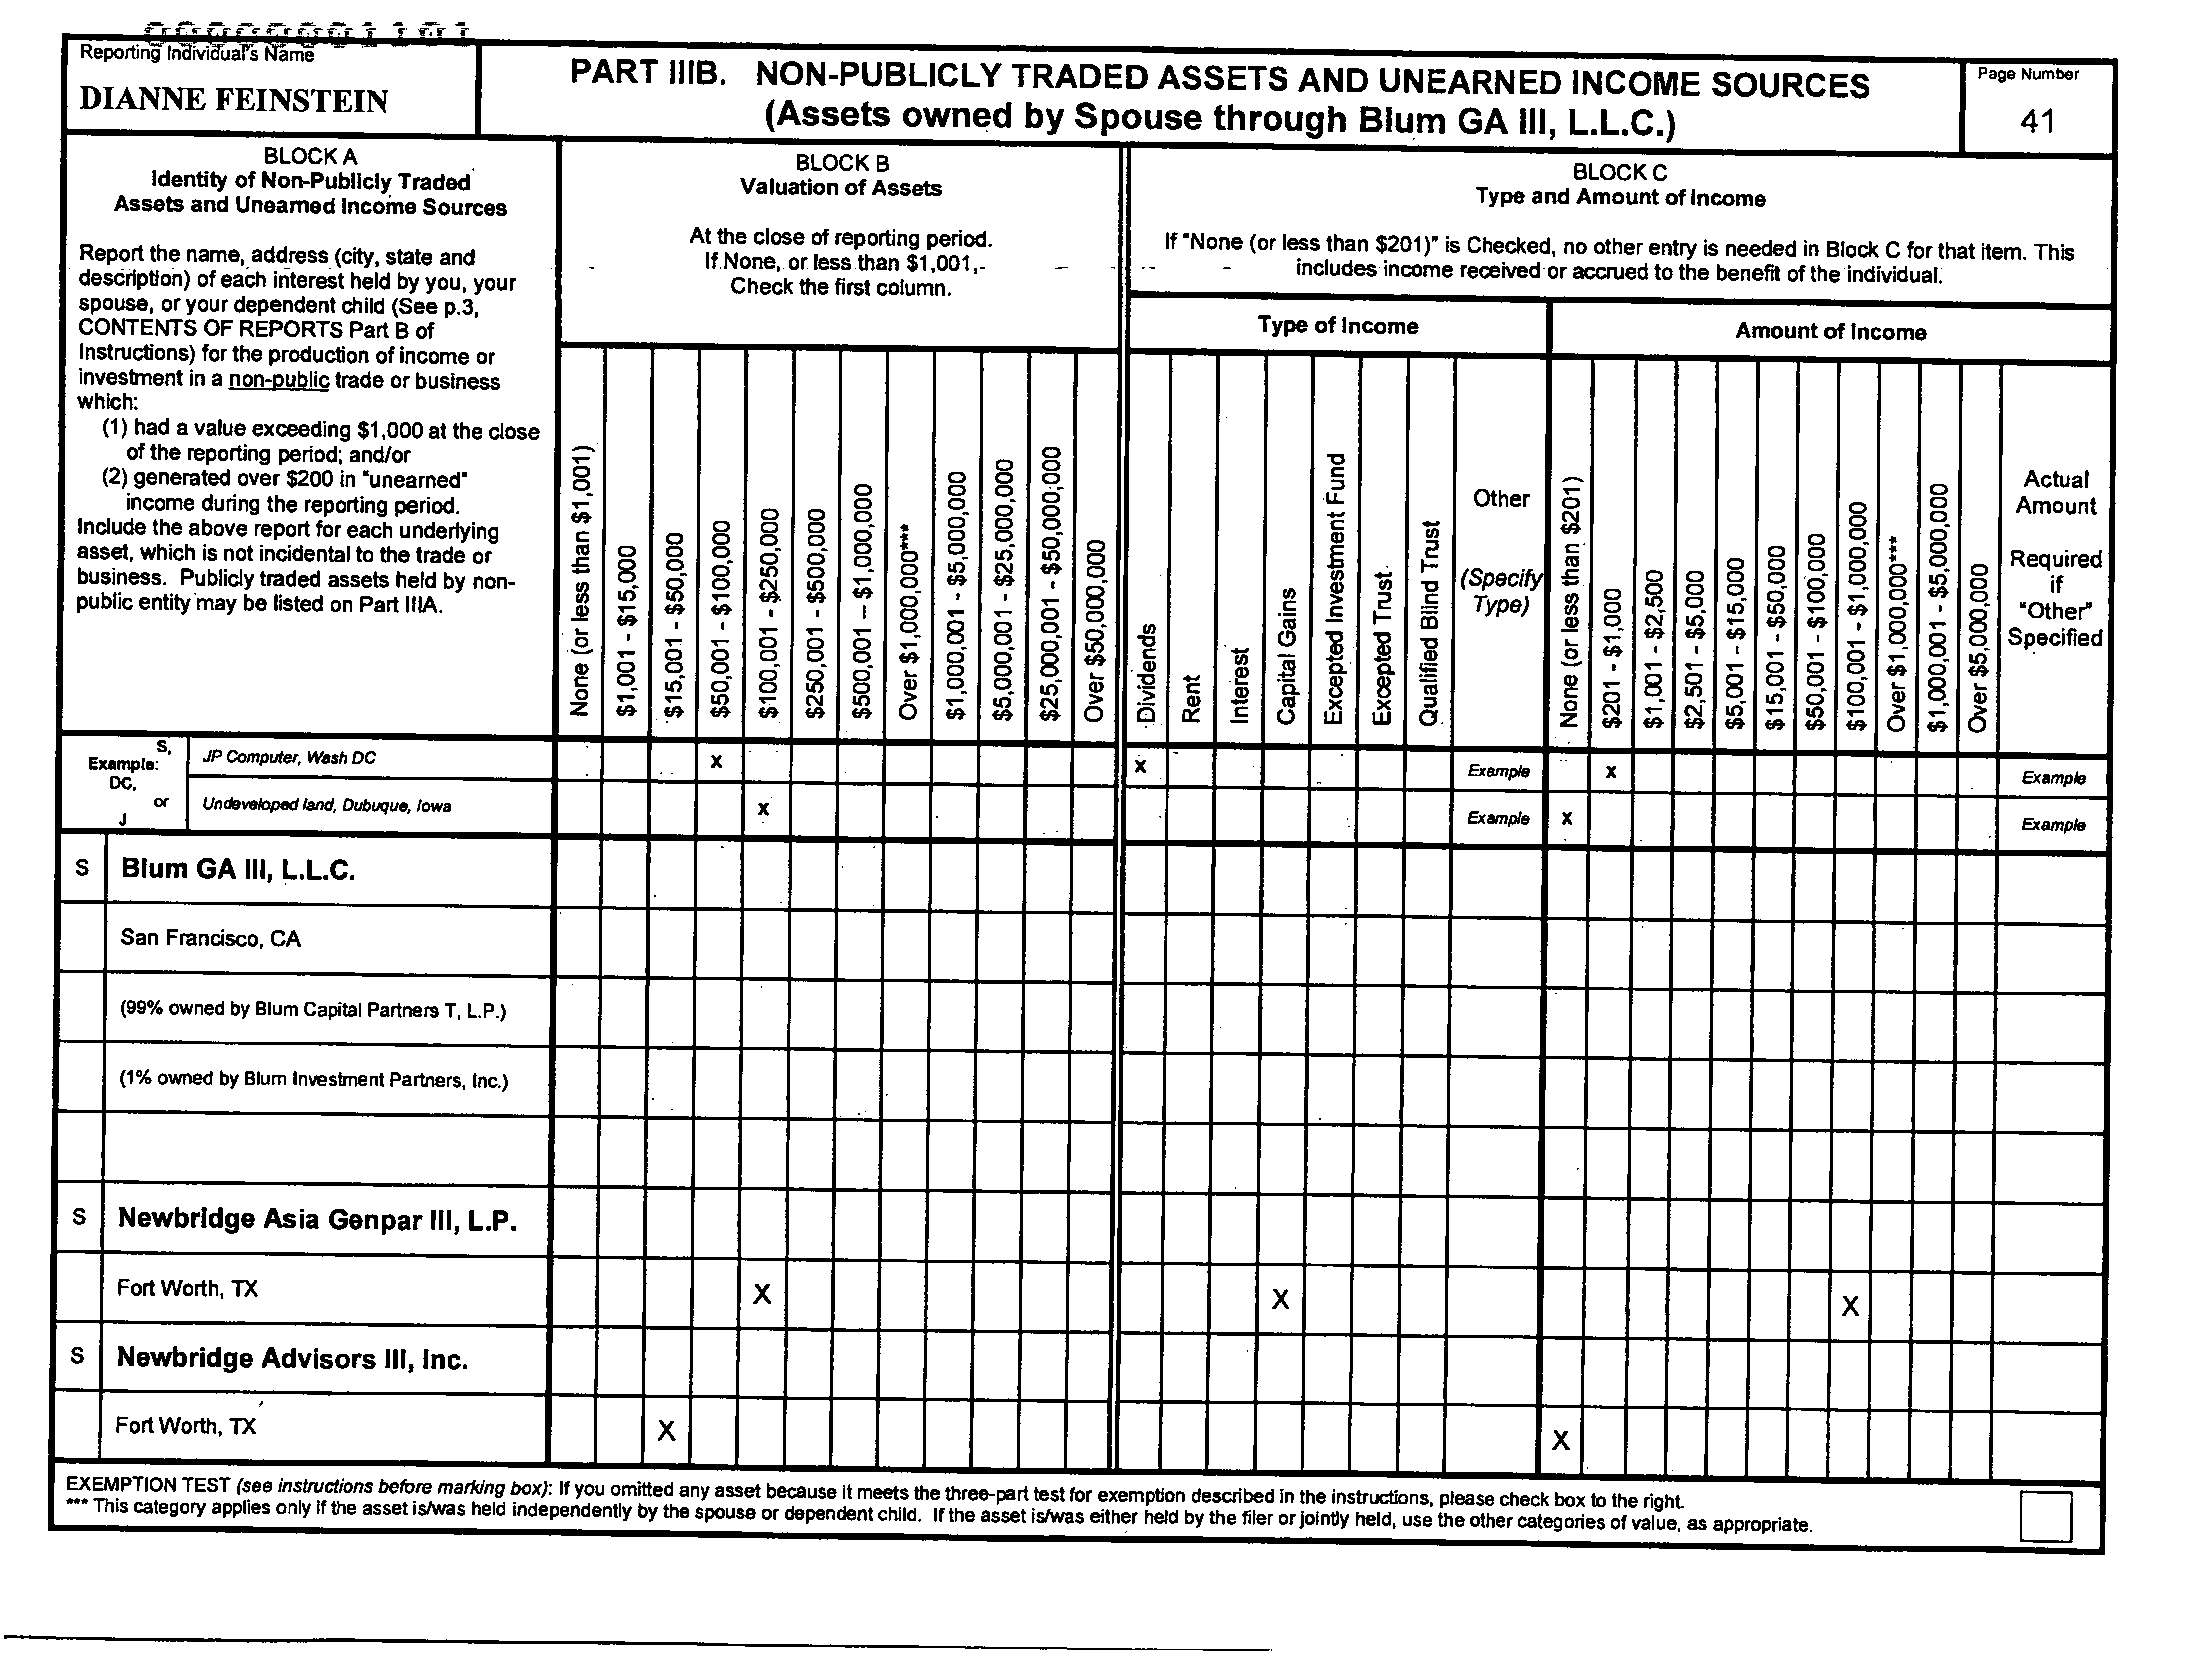 Reporting Individual's Name
DIANNE FEINSTEIN
PART IIIB. NON-PUBLICLY TRADED ASSETS AND UNEARNED INCOME SOURCES
(Assets owned by Spouse through Blum GA III, L.L.C.)
Page Number
41
BLOCK A
Identity of Non-Publicly Traded
Assets and Unearned Income Sources
Report the name, address (city, state and
description) of each interest held by you, your
spouse, or your dependent child (See p.3,
CONTENTS OF REPORTS Part B of
Instructions) for the production of income or
investment in a non-public trade or business
which:
(1) had a value exceeding $1,000 at the close
of the reporting period; and/or
(2) generated over $200 in "unearned"
income during the reporting period.
Include the above report for each underlying
asset, which is not incidental to the trade or
business. Publicly traded assets held by non-
public entity may be listed on Part IIIA.
BLOCK B
Valuation of Assets
At the close of reporting period.
If None, or less than $1,001,
Check the first column.
BLOCK C
Type and Amount of Income
If "None (or less than $201)" is Checked, no other entry is needed in Block C for that item. This
includes income received or accrued to the benefit of the individual.
Type of Income
Amount of Income
None (or less than $1,001)
$1,001 - $15,000
$15,001 - $50,000
$50,001 - $100,000
$100,001 - $250,000
$250,001 - $500,000
$500,001 – $1,000,000
Over $1,000,000***
$1,000,001 - $5,000,000
$5,000,001 - $25,000,000
$25,000,001 - $50,000,000
Over $50,000,000
Dividends
Rent
Interest
Capital Gains
Excepted Investment Fund
Excepted Trust
Qualified Blind Trust
Other
(Specify
Type)
None (or less than $201)
$201 - $1,000
$1,001 - $2,500
$2,501 - $5,000
$5,001 - $15,000
$15,001 - $50,000
$50,001 - $100,000
$100,001 - $1,000,000
Over $1,000,000***
$1,000,001 - $5,000,000
Over $5,000,000
Actual
Amount
Required
if
"Other"
Specified
Example: S,
DC,
or
J
JP Computer, Wash DC X X Example X Example
Undeveloped land, Dubuque, Iowa X Example X Example
S Blum GA III, L.L.C.
San Francisco, CA
(99% owned by Blum Capital Partners T, L.P.)
(1% owned by Blum Investment Partners, Inc.)
S Newbridge Asia Genpar III, L.P.
Fort Worth, TX X X X
S Newbridge Advisors III, Inc.
Fort Worth, TX X X
EXEMPTION TEST (see instructions before marking box): If you omitted any asset because it meets the three-part test for exemption described in the instructions, please check box to the right.
*** This category applies only if the asset is/was held independently by the spouse or dependent child. If the asset is/was either held by the filer or jointly held, use the other categories of value, as appropriate.